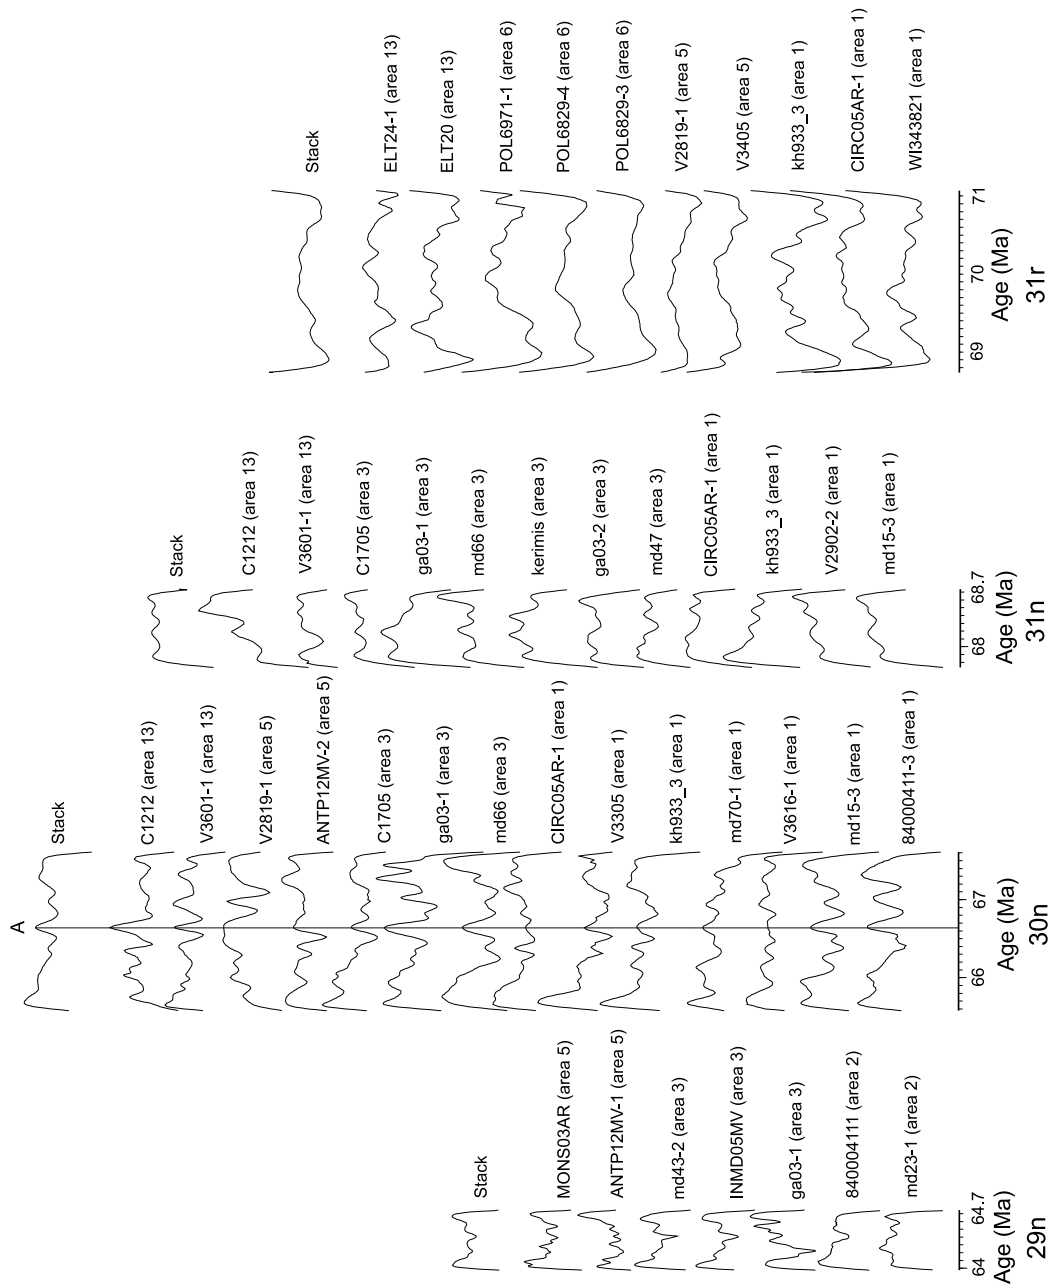 Stack
MONS03AR (area 5)
ANTP12MV-1 (area 5)
md43-2 (area 3)
INMD05MV (area 3)
ga03-1 (area 3)
840004111 (area 2)
md23-1 (area 2)
64
64.7
Age (Ma)
29n
A
Stack
C1212 (area 13)
V3601-1 (area 13)
V2819-1 (area 5)
ANTP12MV-2 (area 5)
C1705 (area 3)
ga03-1 (area 3)
md66 (area 3)
CIRC05AR-1 (area 1)
V3305 (area 1)
kh933_3 (area 1)
md70-1 (area 1)
V3616-1 (area 1)
md15-3 (area 1)
84000411-3 (area 1)
66
67
Age (Ma)
30n
Stack
C1212 (area 13)
V3601-1 (area 13)
C1705 (area 3)
ga03-1 (area 3)
md66 (area 3)
kerimis (area 3)
ga03-2 (area 3)
md47 (area 3)
CIRC05AR-1 (area 1)
kh933_3 (area 1)
V2902-2 (area 1)
md15-3 (area 1)
68
68.7
Age (Ma)
31n
Stack
ELT24-1 (area 13)
ELT20 (area 13)
POL6971-1 (area 6)
POL6829-4 (area 6)
POL6829-3 (area 6)
V2819-1 (area 5)
V3405 (area 5)
kh933_3 (area 1)
CIRC05AR-1 (area 1)
WI343821 (area 1)
69
70
71
Age (Ma)
31r